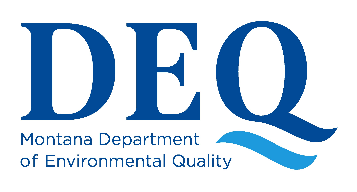 DEQ
Montana Department
of Environmental Quality